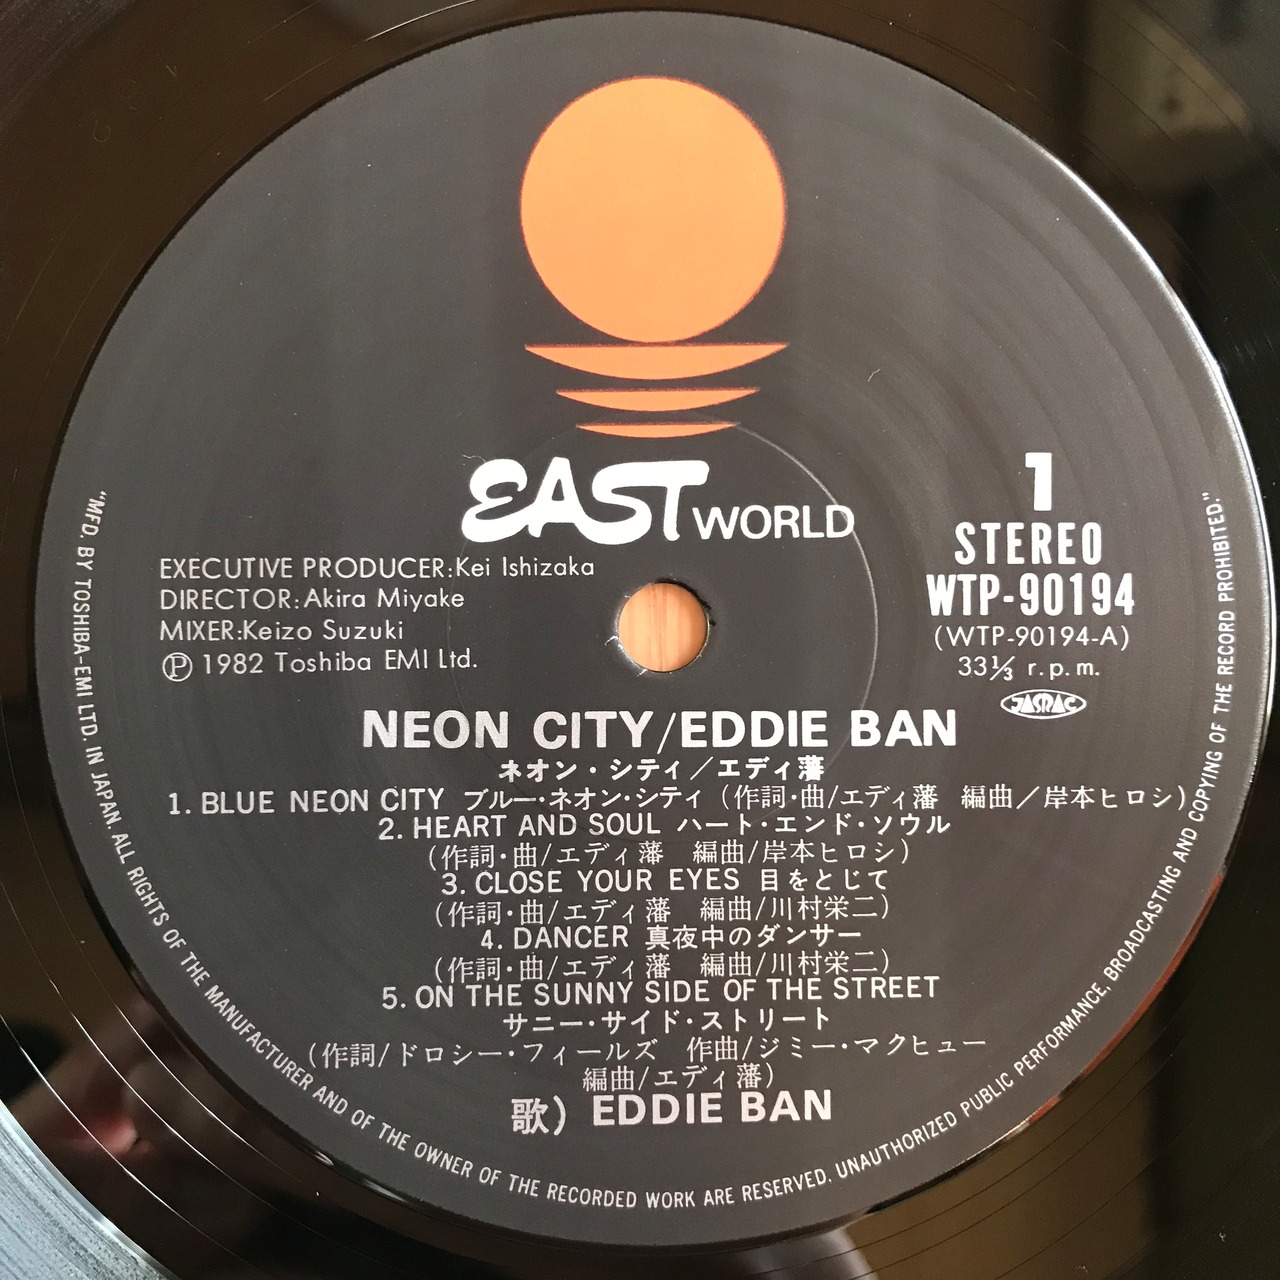 EAST WORLD
1
STEREO
WTP-90194
(WTP-90194-A)
33⅓ r.p.m.
JASRAC
EXECUTIVE PRODUCER:Kei Ishizaka
DIRECTOR:Akira Miyake
MIXER:Keizo Suzuki
Ⓟ 1982 Toshiba EMI Ltd.
NEON CITY/EDDIE BAN
ネオン・シティ／エディ藩
1. BLUE NEON CITY ブルー・ネオン・シティ (作詞・曲/エディ藩 編曲／岸本ヒロシ)
2. HEART AND SOUL ハート・エンド・ソウル
(作詞・曲/エディ藩 編曲/岸本ヒロシ)
3. CLOSE YOUR EYES 目をとじて
(作詞・曲/エディ藩 編曲/川村栄二)
4. DANCER 真夜中のダンサー
(作詞・曲/エディ藩 編曲/川村栄二)
5. ON THE SUNNY SIDE OF THE STREET
サニー・サイド・ストリート
(作詞/ドロシー・フィールズ 作曲/ジミー・マクヒュー
編曲/エディ藩)
歌) EDDIE BAN
"MFD. BY TOSHIBA-EMI LTD. IN JAPAN. ALL RIGHTS OF THE MANUFACTURER AND OF THE OWNER OF THE RECORDED WORK ARE RESERVED. UNAUTHORIZED PUBLIC PERFORMANCE, BROADCASTING AND COPYING OF THE RECORD PROHIBITED."